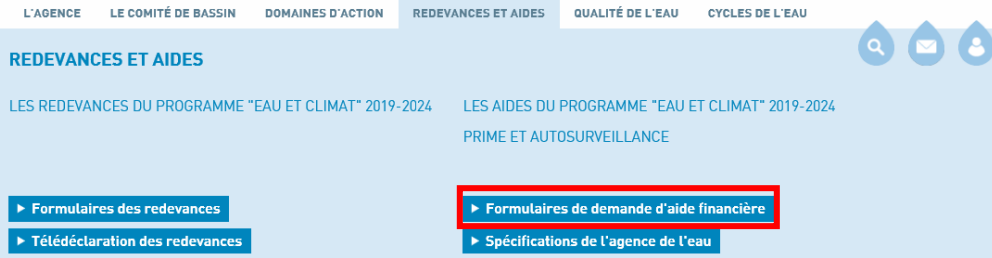 L'AGENCE LE COMITÉ DE BASSIN DOMAINES D'ACTION REDEVANCES ET AIDES QUALITÉ DE L'EAU CYCLES DE L'EAU
REDEVANCES ET AIDES
LES REDEVANCES DU PROGRAMME "EAU ET CLIMAT" 2019-2024
LES AIDES DU PROGRAMME "EAU ET CLIMAT" 2019-2024
PRIME ET AUTOSURVEILLANCE
Formulaires des redevances
Formulaires de demande d'aide financière
Télédéclaration des redevances
Spécifications de l'agence de l'eau